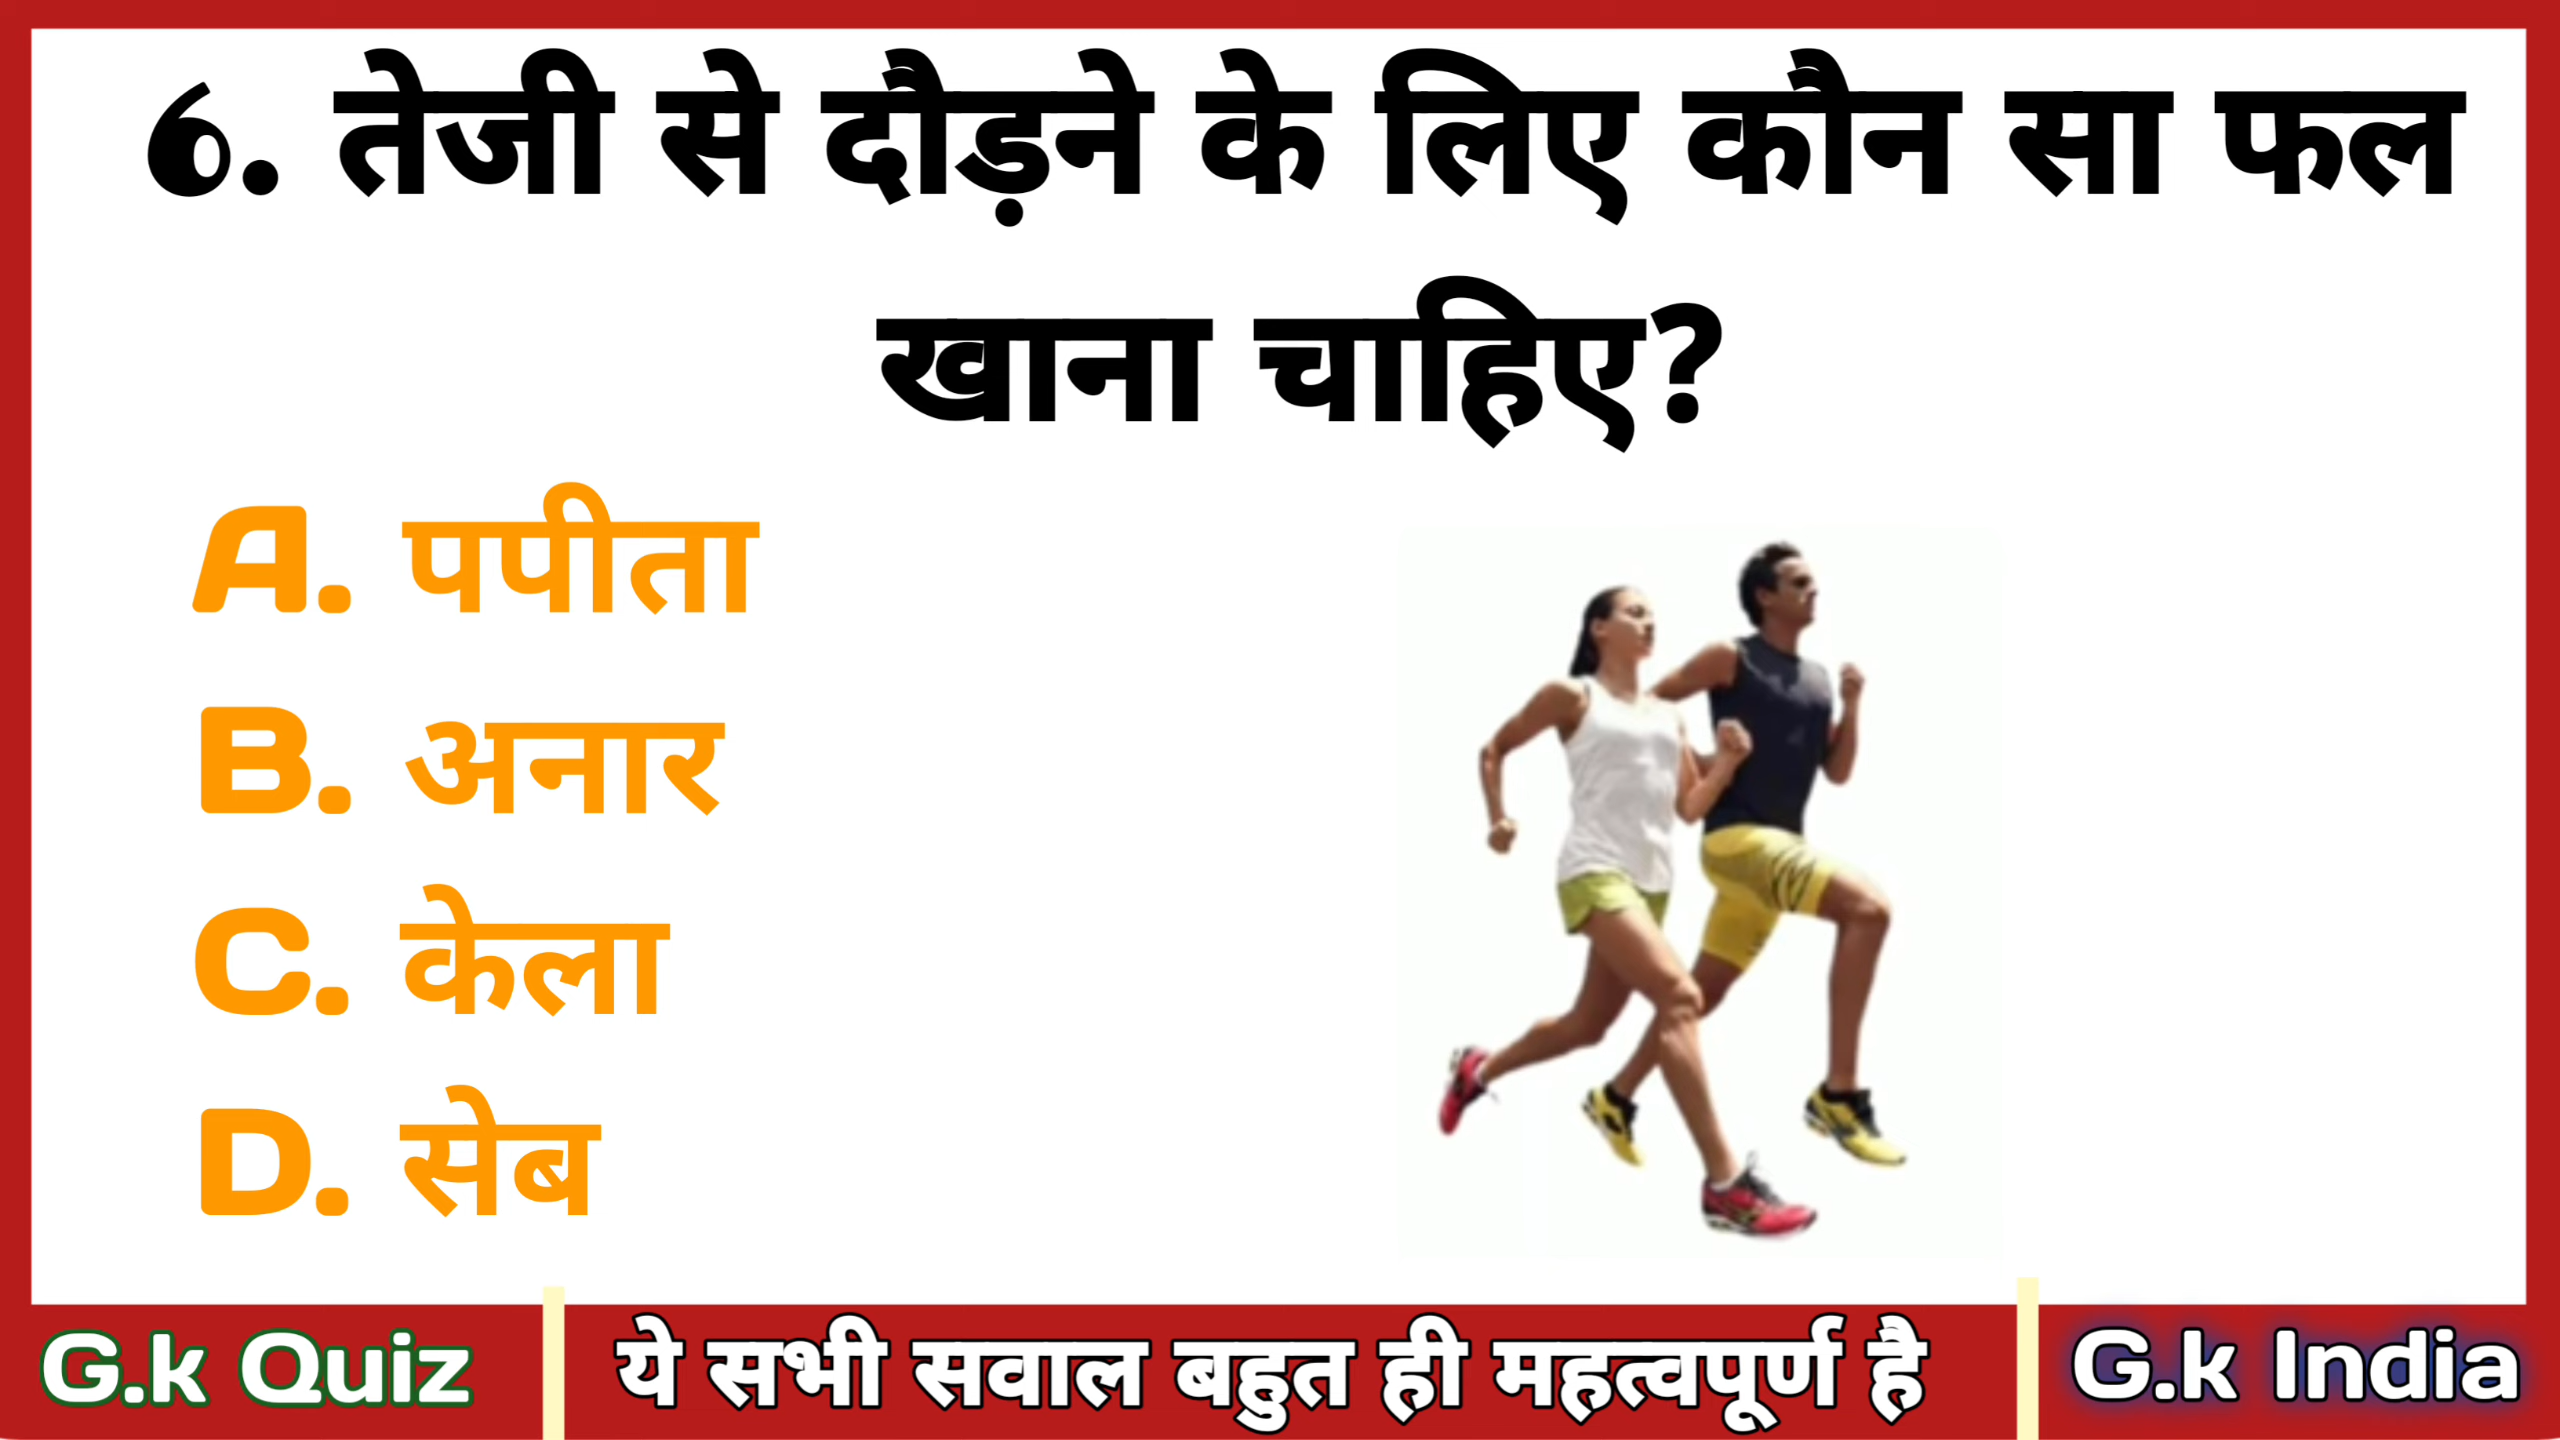 6. तेजी से दौड़ने के लिए कौन सा फल
खाना चाहिए?
A. पपीता
B. अनार
C. केला
D. सेब
G.k Quiz
ये सभी सवाल बहुत ही महत्वपूर्ण है
G.k India